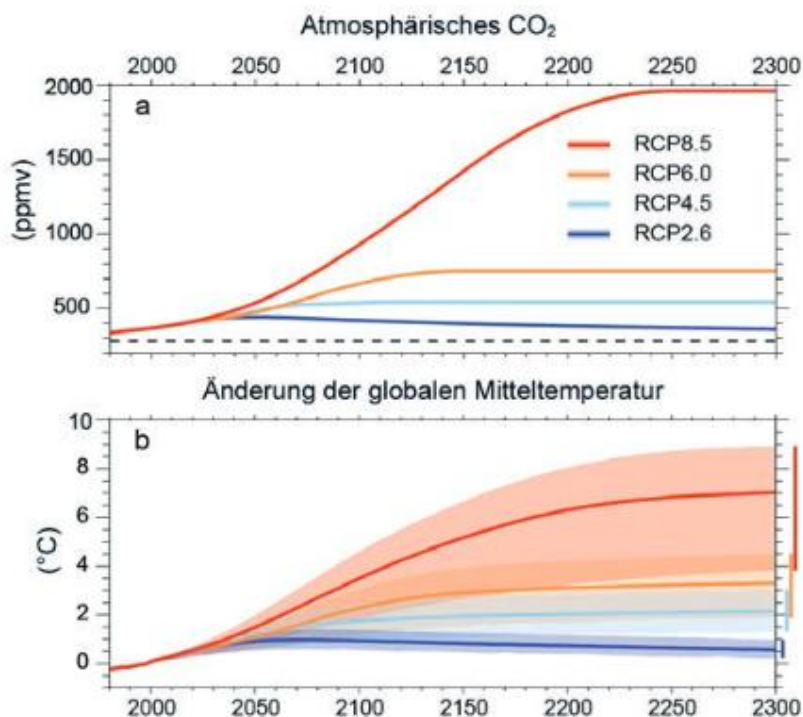 Atmosphärisches CO₂
2000 2050 2100 2150 2200 2250 2300
2000
a
RCP8.5
1500
RCP6.0
RCP4.5
(ppmv)
1000
RCP2.6
500
Änderung der globalen Mitteltemperatur
10
b
8
6
(°C)
4
2
0
2000 2050 2100 2150 2200 2250 2300